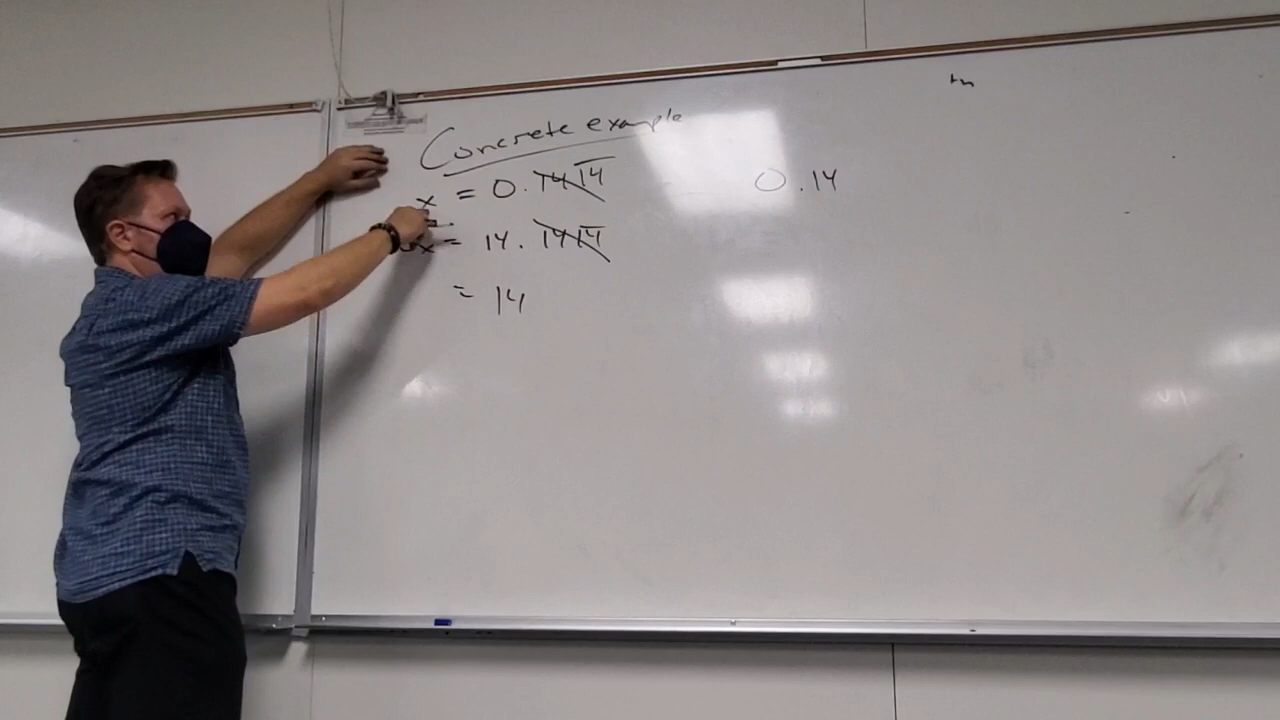 Concrete example
x = 0.1414
x = 14.1414
= 14
0.14